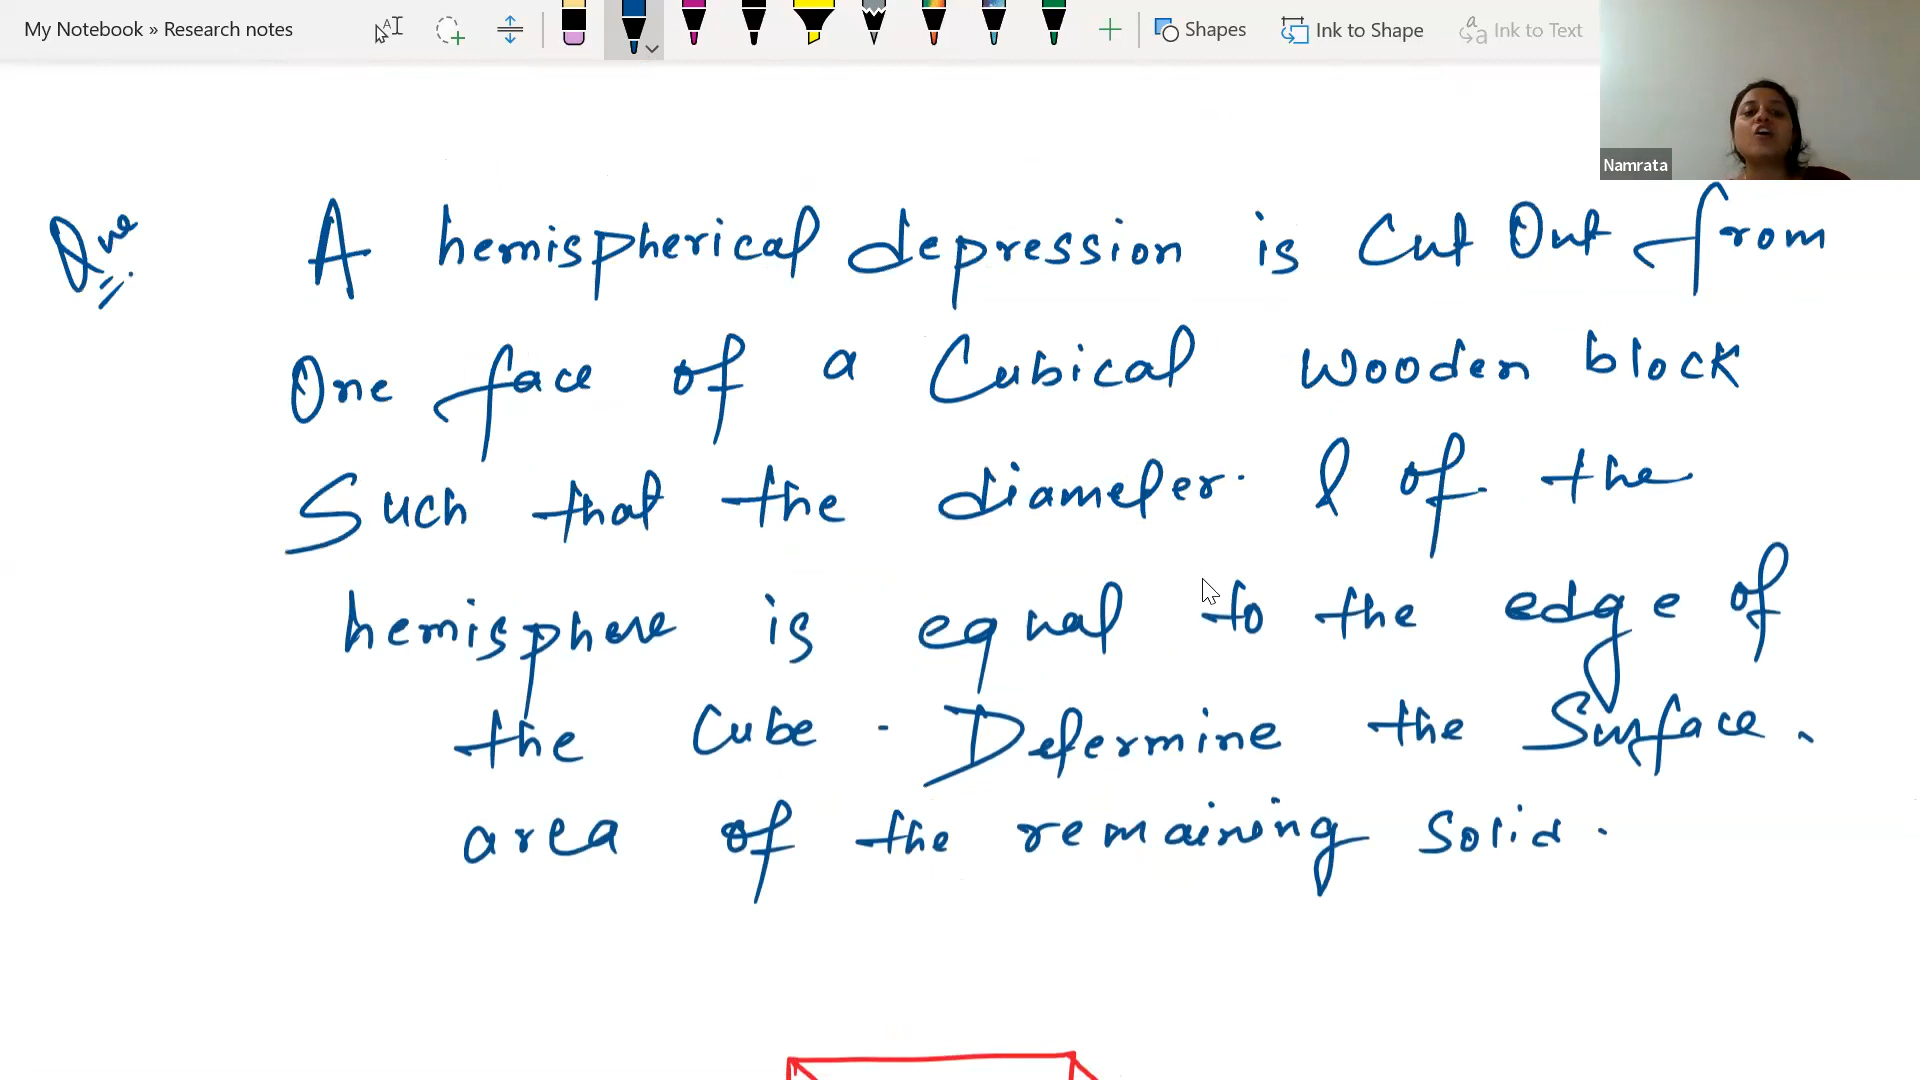 My Notebook » Research notes
Shapes
Ink to Shape
Ink to Text
Namrata
Que A hemispherical depression is Cut Out from
One face of a Cubical Wooden block
Such that the diameter l of the
hemisphere is equal to the edge of
the Cube. Determine the Surface
area of the remaining Solid.